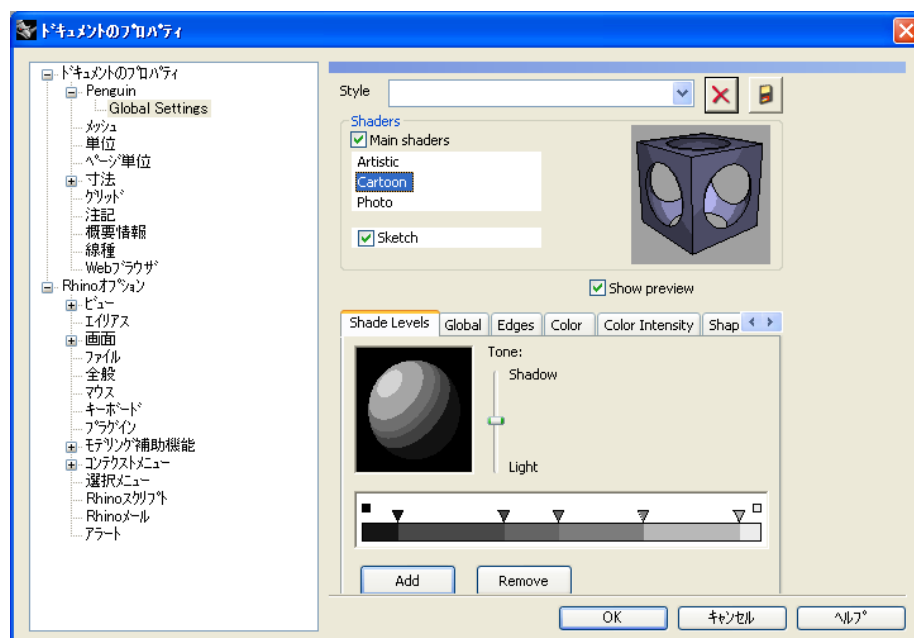 ドキュメントのプロパティ
ドキュメントのプロパティ
Penguin
Global Settings
メッシュ
単位
ページ単位
寸法
グリッド
注記
概要情報
線種
Webブラウザ
Rhinoオプション
ビュー
エイリアス
画面
ファイル
全般
マウス
キーボード
プラグイン
モデリング補助機能
コンテクストメニュー
選択メニュー
Rhinoスクリプト
Rhinoメール
アラート
Style
Shaders
Main shaders
Artistic
Cartoon
Photo
Sketch
Show preview
Shade Levels Global Edges Color Color Intensity Shap
Tone:
Shadow
Light
Add Remove
OK キャンセル ヘルプ